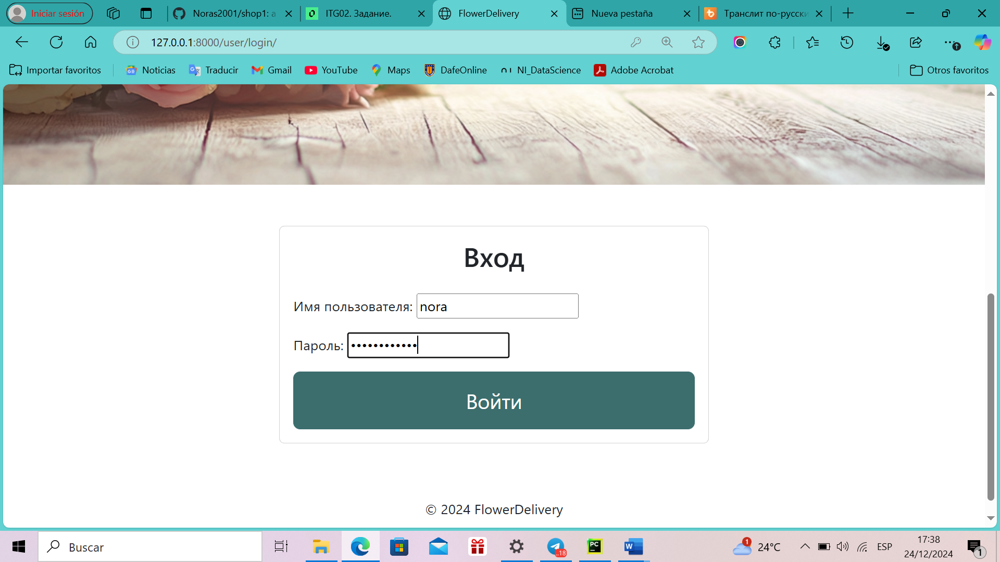 Iniciar sesión
Noras2001/shop1: a
ITG02. Задание.
FlowerDelivery
Nueva pestaña
Транслит по-русски
127.0.0.1:8000/user/login/
Importar favoritos
Noticias
Traducir
Gmail
YouTube
Maps
DafeOnline
NI_DataScience
Adobe Acrobat
Otros favoritos
Вход
Имя пользователя: nora
Пароль: ••••••••••••
Войти
© 2024 FlowerDelivery
Buscar
..18
PC
W
1
24°C
ESP
17:38
24/12/2024
1